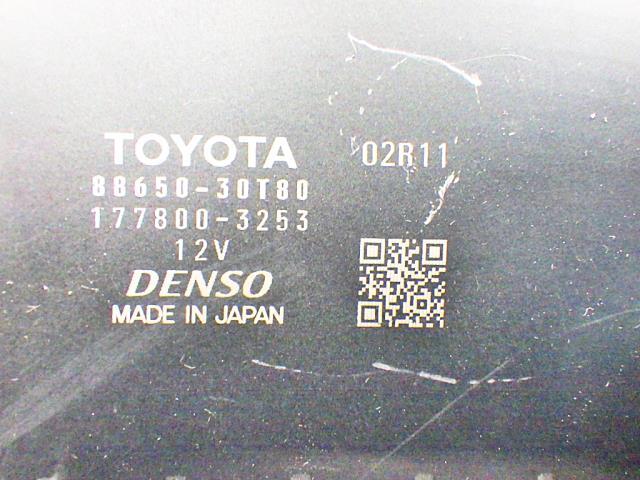 TOYOTA 02R11
88650-30T80
177800-3253
12V
DENSO
MADE IN JAPAN